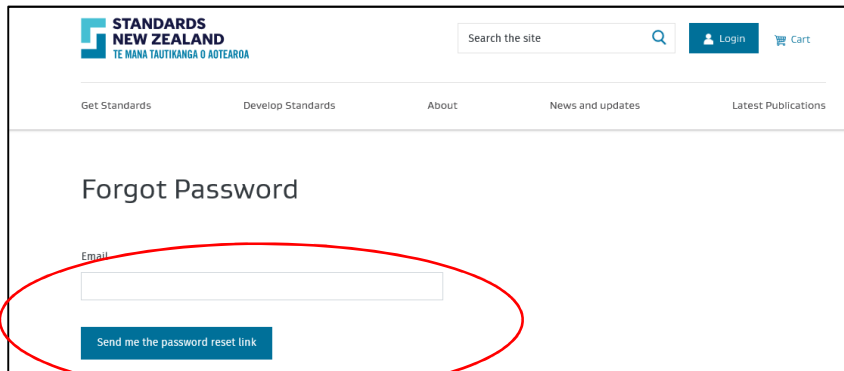 STANDARDS
NEW ZEALAND
TE MANA TAUTIKANGA O AOTEAROA
Search the site
Login
Cart
Get Standards
Develop Standards
About
News and updates
Latest Publications
Forgot Password
Email
Send me the password reset link